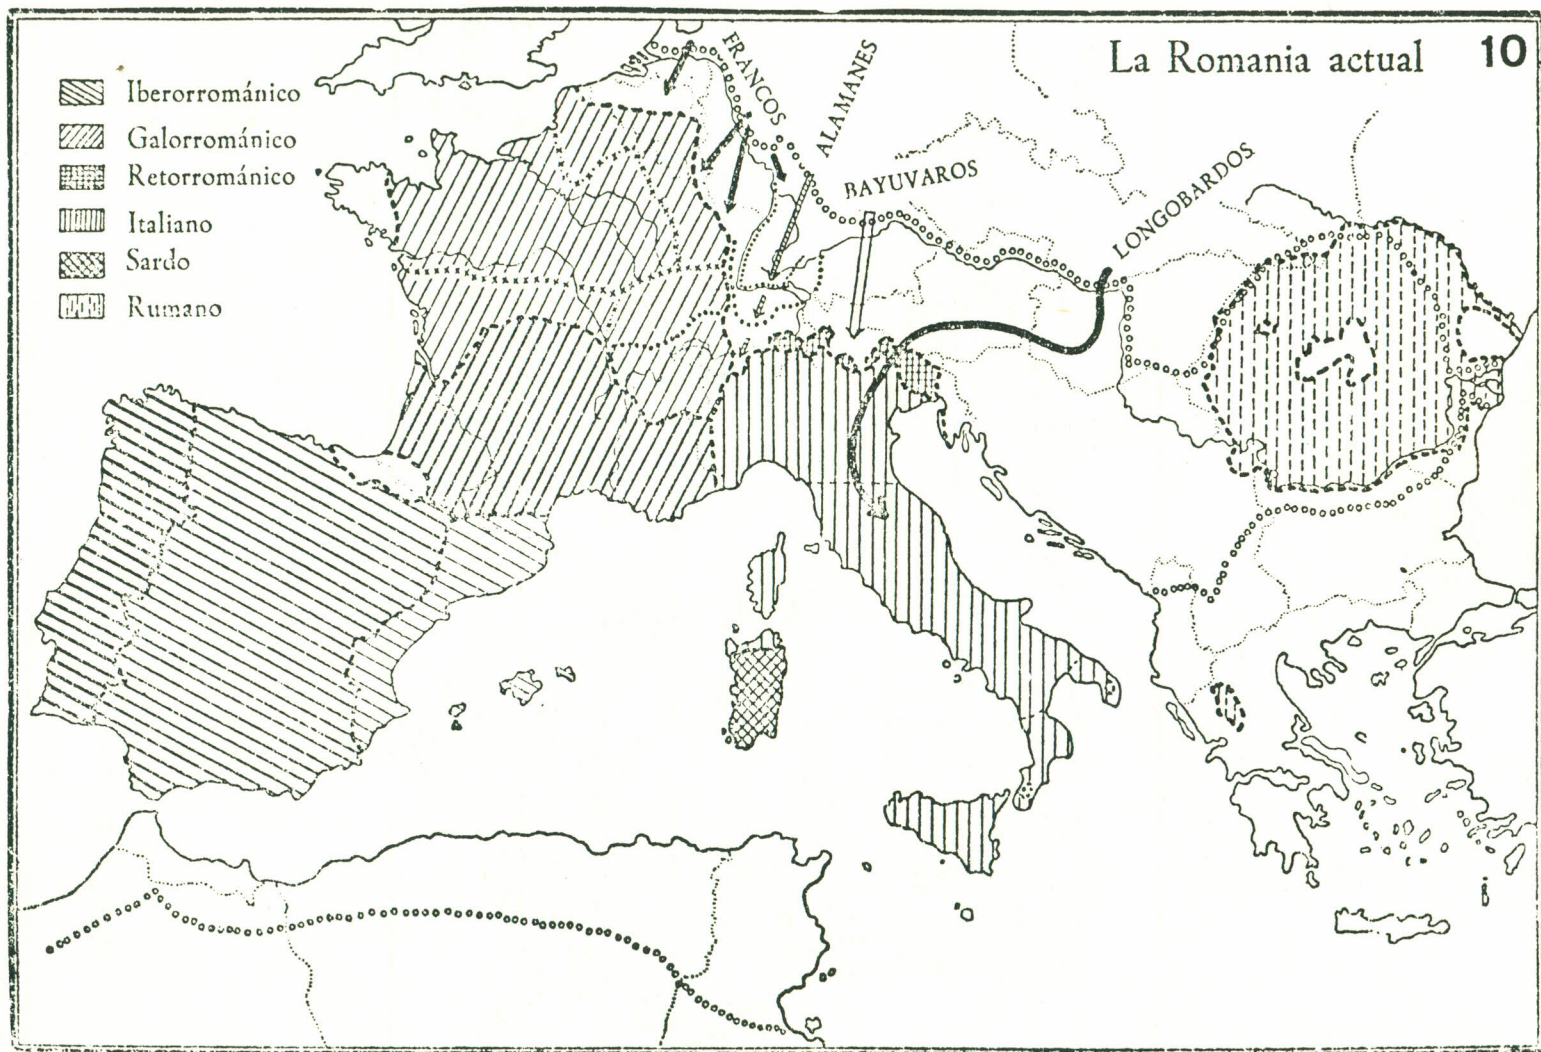 La Romania actual 10
Iberorrománico
Galorrománico
Retorrománico
Italiano
Sardo
Rumano
FRANCOS
ALAMANES
BAYUVAROS
LONGOBARDOS